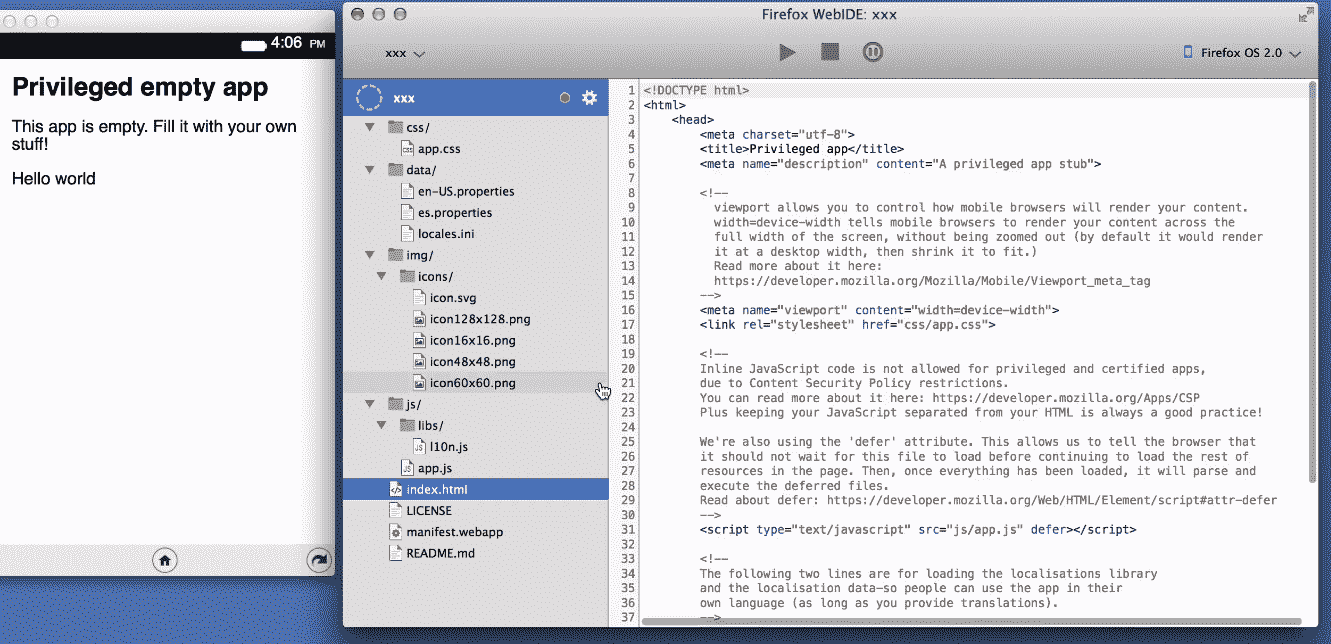 4:06 PM
Privileged empty app
This app is empty. Fill it with your own
stuff!
Hello world
Firefox WebIDE: xxx
xxx
Firefox OS 2.0
xxx
css/
app.css
data/
en-US.properties
es.properties
locales.ini
img/
icons/
icon.svg
icon128x128.png
icon16x16.png
icon48x48.png
icon60x60.png
js/
libs/
l10n.js
app.js
index.html
LICENSE
manifest.webapp
README.md
1 <!DOCTYPE html>
2 <html>
3 <head>
4 <meta charset="utf-8">
5 <title>Privileged app</title>
6 <meta name="description" content="A privileged app stub">
7
8 <!--
9 viewport allows you to control how mobile browsers will render your content.
10 width=device-width tells mobile browsers to render your content across the
11 full width of the screen, without being zoomed out (by default it would render
12 it at a desktop width, then shrink it to fit.)
13 Read more about it here:
14 https://developer.mozilla.org/Mozilla/Mobile/Viewport_meta_tag
15 -->
16 <meta name="viewport" content="width=device-width">
17 <link rel="stylesheet" href="css/app.css">
18
19 <!--
20 Inline JavaScript code is not allowed for privileged and certified apps,
21 due to Content Security Policy restrictions.
22 You can read more about it here: https://developer.mozilla.org/Apps/CSP
23 Plus keeping your JavaScript separated from your HTML is always a good practice!
24
25 We're also using the 'defer' attribute. This allows us to tell the browser that
26 it should not wait for this file to load before continuing to load the rest of
27 resources in the page. Then, once everything has been loaded, it will parse and
28 execute the deferred files.
29 Read about defer: https://developer.mozilla.org/Web/HTML/Element/script#attr-defer
30 -->
31 <script type="text/javascript" src="js/app.js" defer></script>
32
33 <!--
34 The following two lines are for loading the localisations library
35 and the localisation data-so people can use the app in their
36 own language (as long as you provide translations).
37 -->